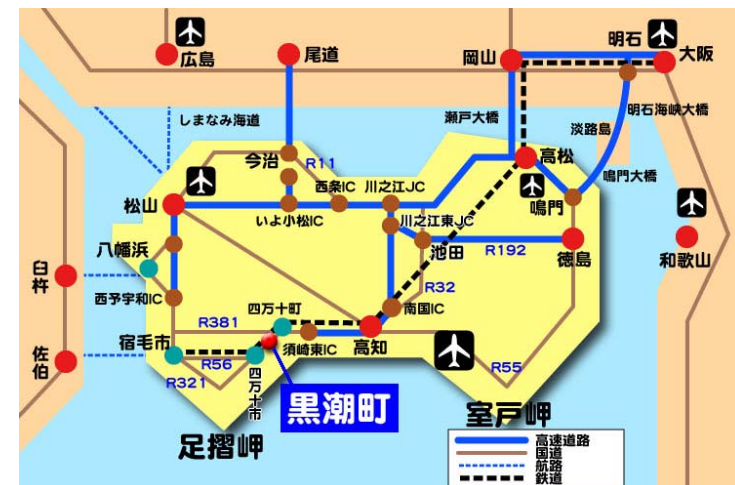 広島
尾道
岡山
明石
大阪
しまなみ海道
瀬戸大橋
淡路島
明石海峡大橋
今治
R11
高松
鳴門大橋
西条IC
川之江JC
松山
いよ小松IC
川之江東JC
鳴門
八幡浜
池田
R192
徳島
和歌山
臼杵
西予宇和IC
R32
四万十町
南国IC
R381
宿毛市
須崎東IC
高知
佐伯
R56
R321
四万十市
R55
黒潮町
室戸岬
足摺岬
高速道路
国道
航路
鉄道